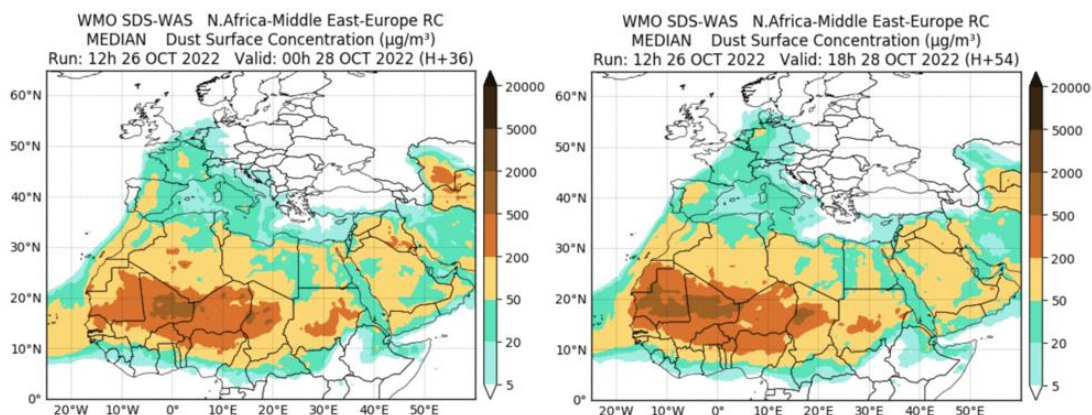 WMO SDS-WAS N.Africa-Middle East-Europe RC
MEDIAN Dust Surface Concentration (µg/m³)
Run: 12h 26 OCT 2022 Valid: 00h 28 OCT 2022 (H+36)
60°N
50°N
40°N
30°N
20°N
10°N
0°
20°W
10°W
0°
10°E
20°E
30°E
40°E
50°E
20000
5000
2000
500
200
50
20
5
WMO SDS-WAS N.Africa-Middle East-Europe RC
MEDIAN Dust Surface Concentration (µg/m³)
Run: 12h 26 OCT 2022 Valid: 18h 28 OCT 2022 (H+54)
60°N
50°N
40°N
30°N
20°N
10°N
0°
20°W
10°W
0°
10°E
20°E
30°E
40°E
50°E
20000
5000
2000
500
200
50
20
5